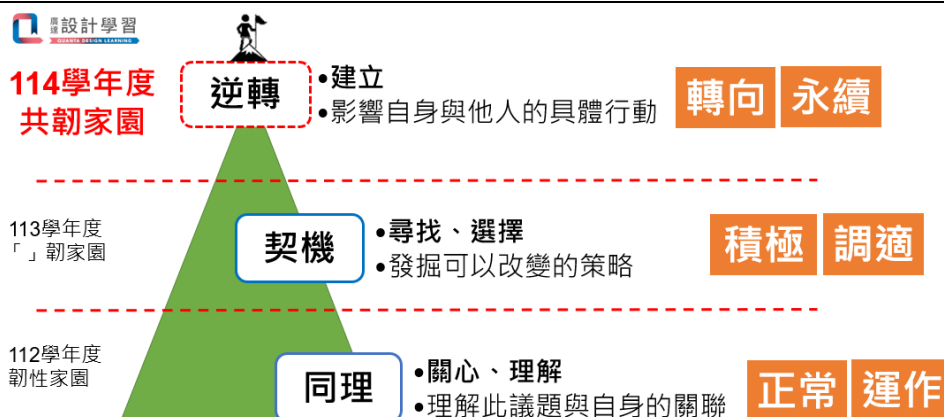 廣達設計學習
QUANTA DESIGN LEARNING
114學年度
共韌家園
逆轉
•建立
•影響自身與他人的具體行動
轉向 永續
113學年度
「 」韌家園
契機
•尋找、選擇
•發掘可以改變的策略
積極 調適
112學年度
韌性家園
同理
•關心、理解
•理解此議題與自身的關聯
正常 運作